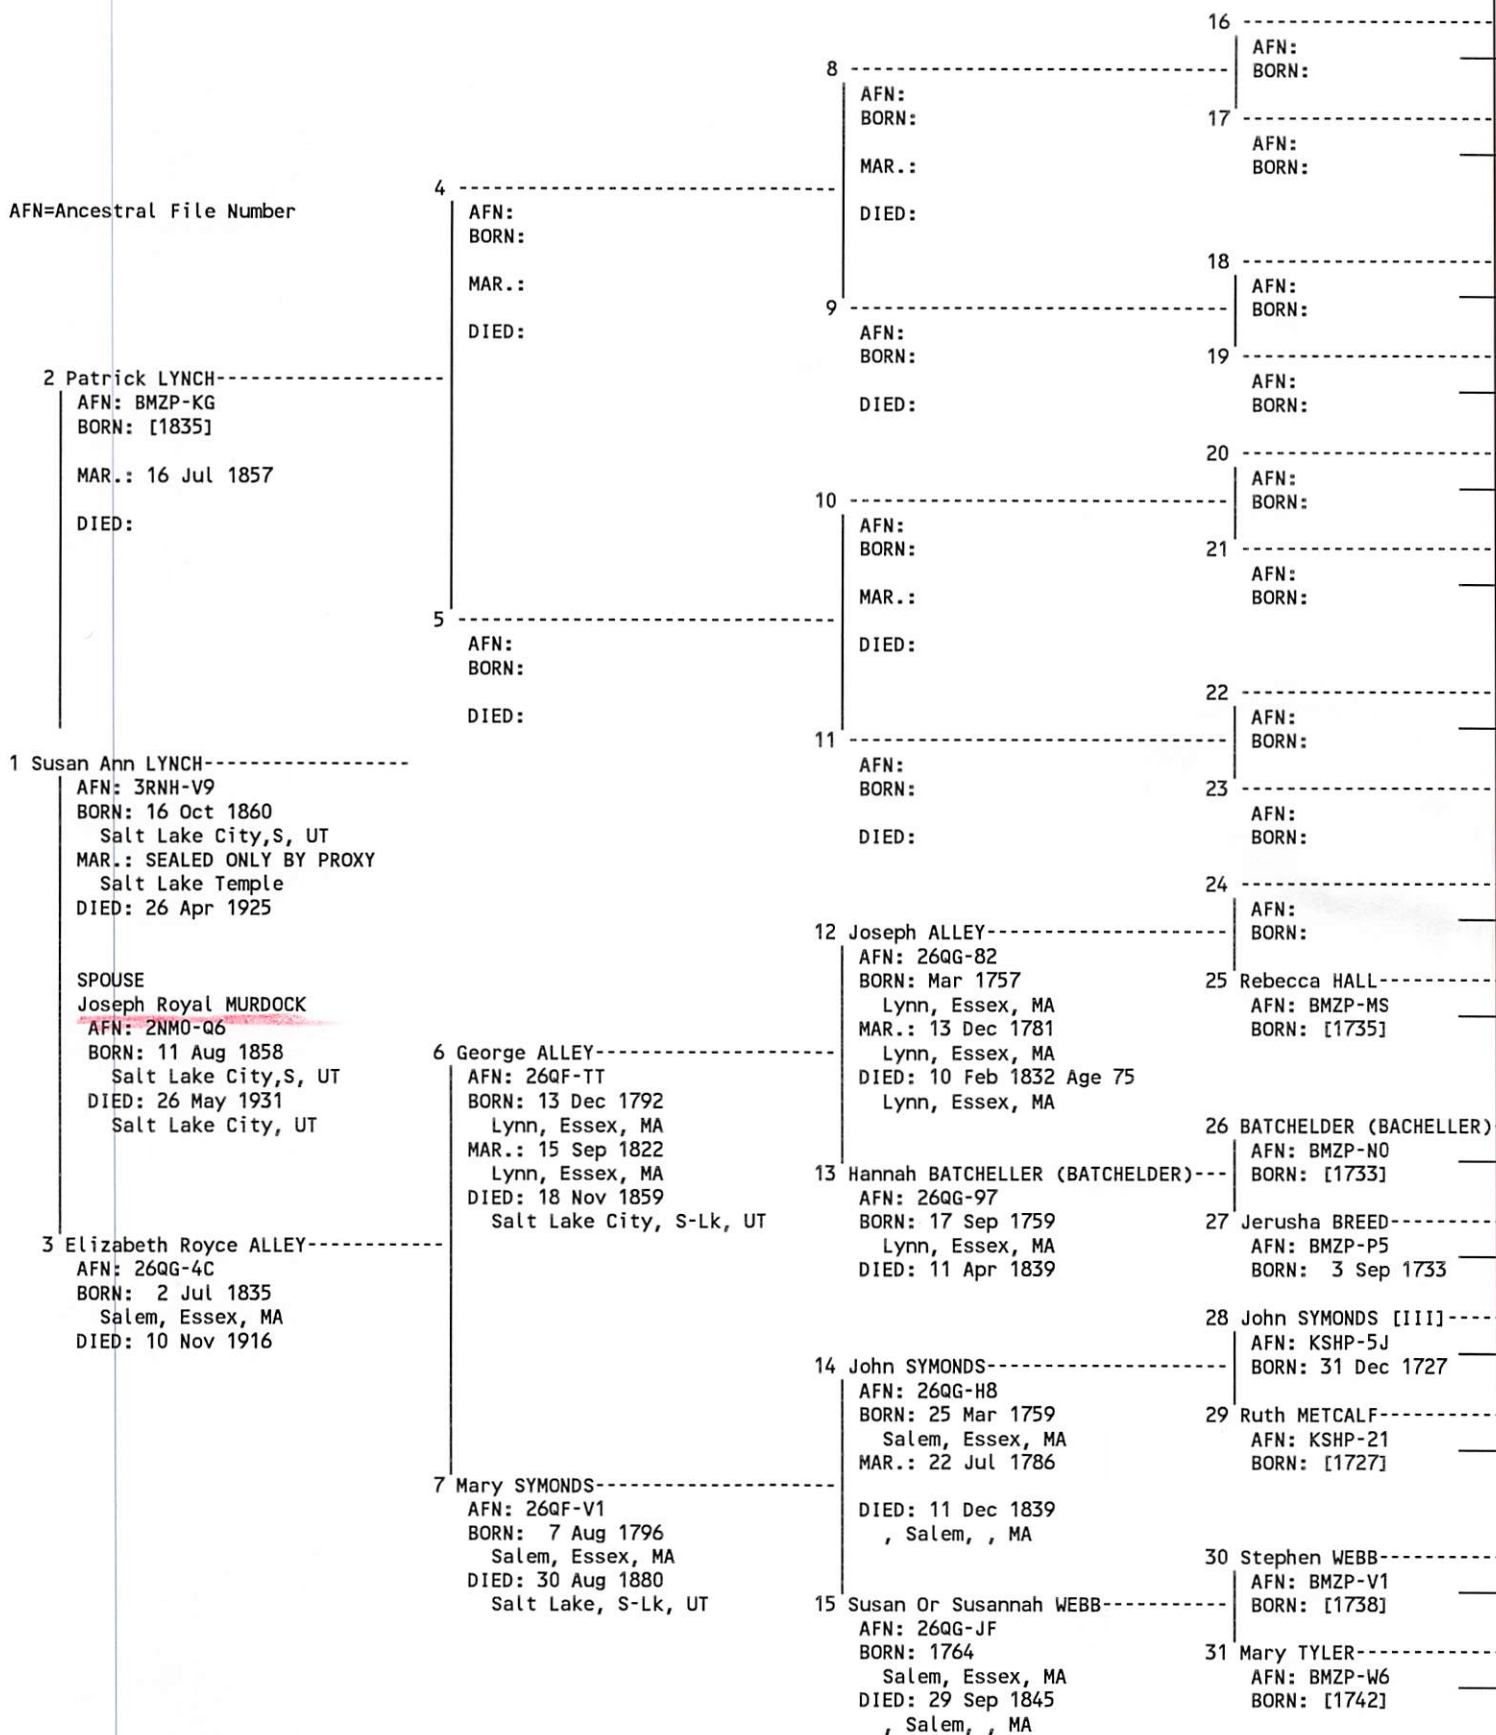 AFN=Ancestral File Number
2 Patrick LYNCH
AFN: BMZP-KG
BORN: [1835]
MAR.: 16 Jul 1857
DIED:
1 Susan Ann LYNCH
AFN: 3RNH-V9
BORN: 16 Oct 1860
Salt Lake City,S, UT
MAR.: SEALED ONLY BY PROXY
Salt Lake Temple
DIED: 26 Apr 1925
SPOUSE
Joseph Royal MURDOCK
AFN: 2NM0-Q6
BORN: 11 Aug 1858
Salt Lake City,S, UT
DIED: 26 May 1931
Salt Lake City, UT
3 Elizabeth Royce ALLEY
AFN: 26QG-4C
BORN: 2 Jul 1835
Salem, Essex, MA
DIED: 10 Nov 1916
4
AFN:
BORN:
MAR.:
DIED:
5
AFN:
BORN:
DIED:
6 George ALLEY
AFN: 26QF-TT
BORN: 13 Dec 1792
Lynn, Essex, MA
MAR.: 15 Sep 1822
Lynn, Essex, MA
DIED: 18 Nov 1859
Salt Lake City, S-Lk, UT
7 Mary SYMONDS
AFN: 26QF-V1
BORN: 7 Aug 1796
Salem, Essex, MA
DIED: 30 Aug 1880
Salt Lake, S-Lk, UT
8
AFN:
BORN:
MAR.:
DIED:
9
AFN:
BORN:
DIED:
10
AFN:
BORN:
MAR.:
DIED:
11
AFN:
BORN:
DIED:
12 Joseph ALLEY
AFN: 26QG-82
BORN: Mar 1757
Lynn, Essex, MA
MAR.: 13 Dec 1781
Lynn, Essex, MA
DIED: 10 Feb 1832 Age 75
Lynn, Essex, MA
13 Hannah BATCHELLER (BATCHELDER)
AFN: 26QG-97
BORN: 17 Sep 1759
Lynn, Essex, MA
DIED: 11 Apr 1839
14 John SYMONDS
AFN: 26QG-H8
BORN: 25 Mar 1759
Salem, Essex, MA
MAR.: 22 Jul 1786
DIED: 11 Dec 1839
, Salem, , MA
15 Susan Or Susannah WEBB
AFN: 26QG-JF
BORN: 1764
Salem, Essex, MA
DIED: 29 Sep 1845
, Salem, , MA
16
AFN:
BORN:
17
AFN:
BORN:
18
AFN:
BORN:
19
AFN:
BORN:
20
AFN:
BORN:
21
AFN:
BORN:
22
AFN:
BORN:
23
AFN:
BORN:
24
AFN:
BORN:
25 Rebecca HALL
AFN: BMZP-MS
BORN: [1735]
26 BATCHELDER (BACHELLER)
AFN: BMZP-N0
BORN: [1733]
27 Jerusha BREED
AFN: BMZP-P5
BORN: 3 Sep 1733
28 John SYMONDS [III]
AFN: KSHP-5J
BORN: 31 Dec 1727
29 Ruth METCALF
AFN: KSHP-21
BORN: [1727]
30 Stephen WEBB
AFN: BMZP-V1
BORN: [1738]
31 Mary TYLER
AFN: BMZP-W6
BORN: [1742]